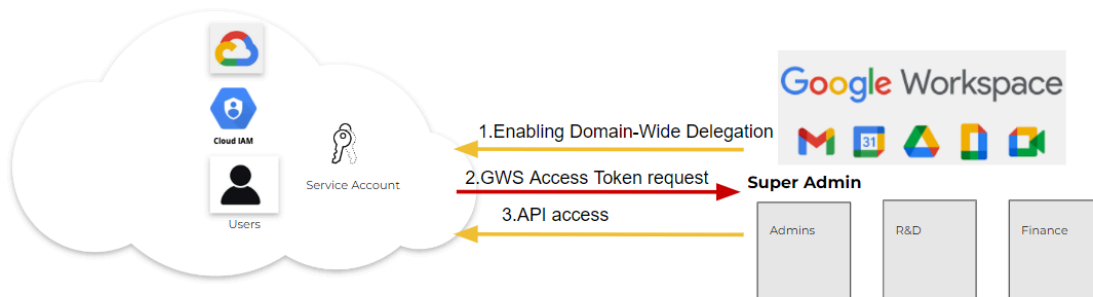 Google Workspace
31
Cloud IAM
Service Account
Users
1.Enabling Domain-Wide Delegation
2.GWS Access Token request
3.API access
Super Admin
Admins
R&D
Finance